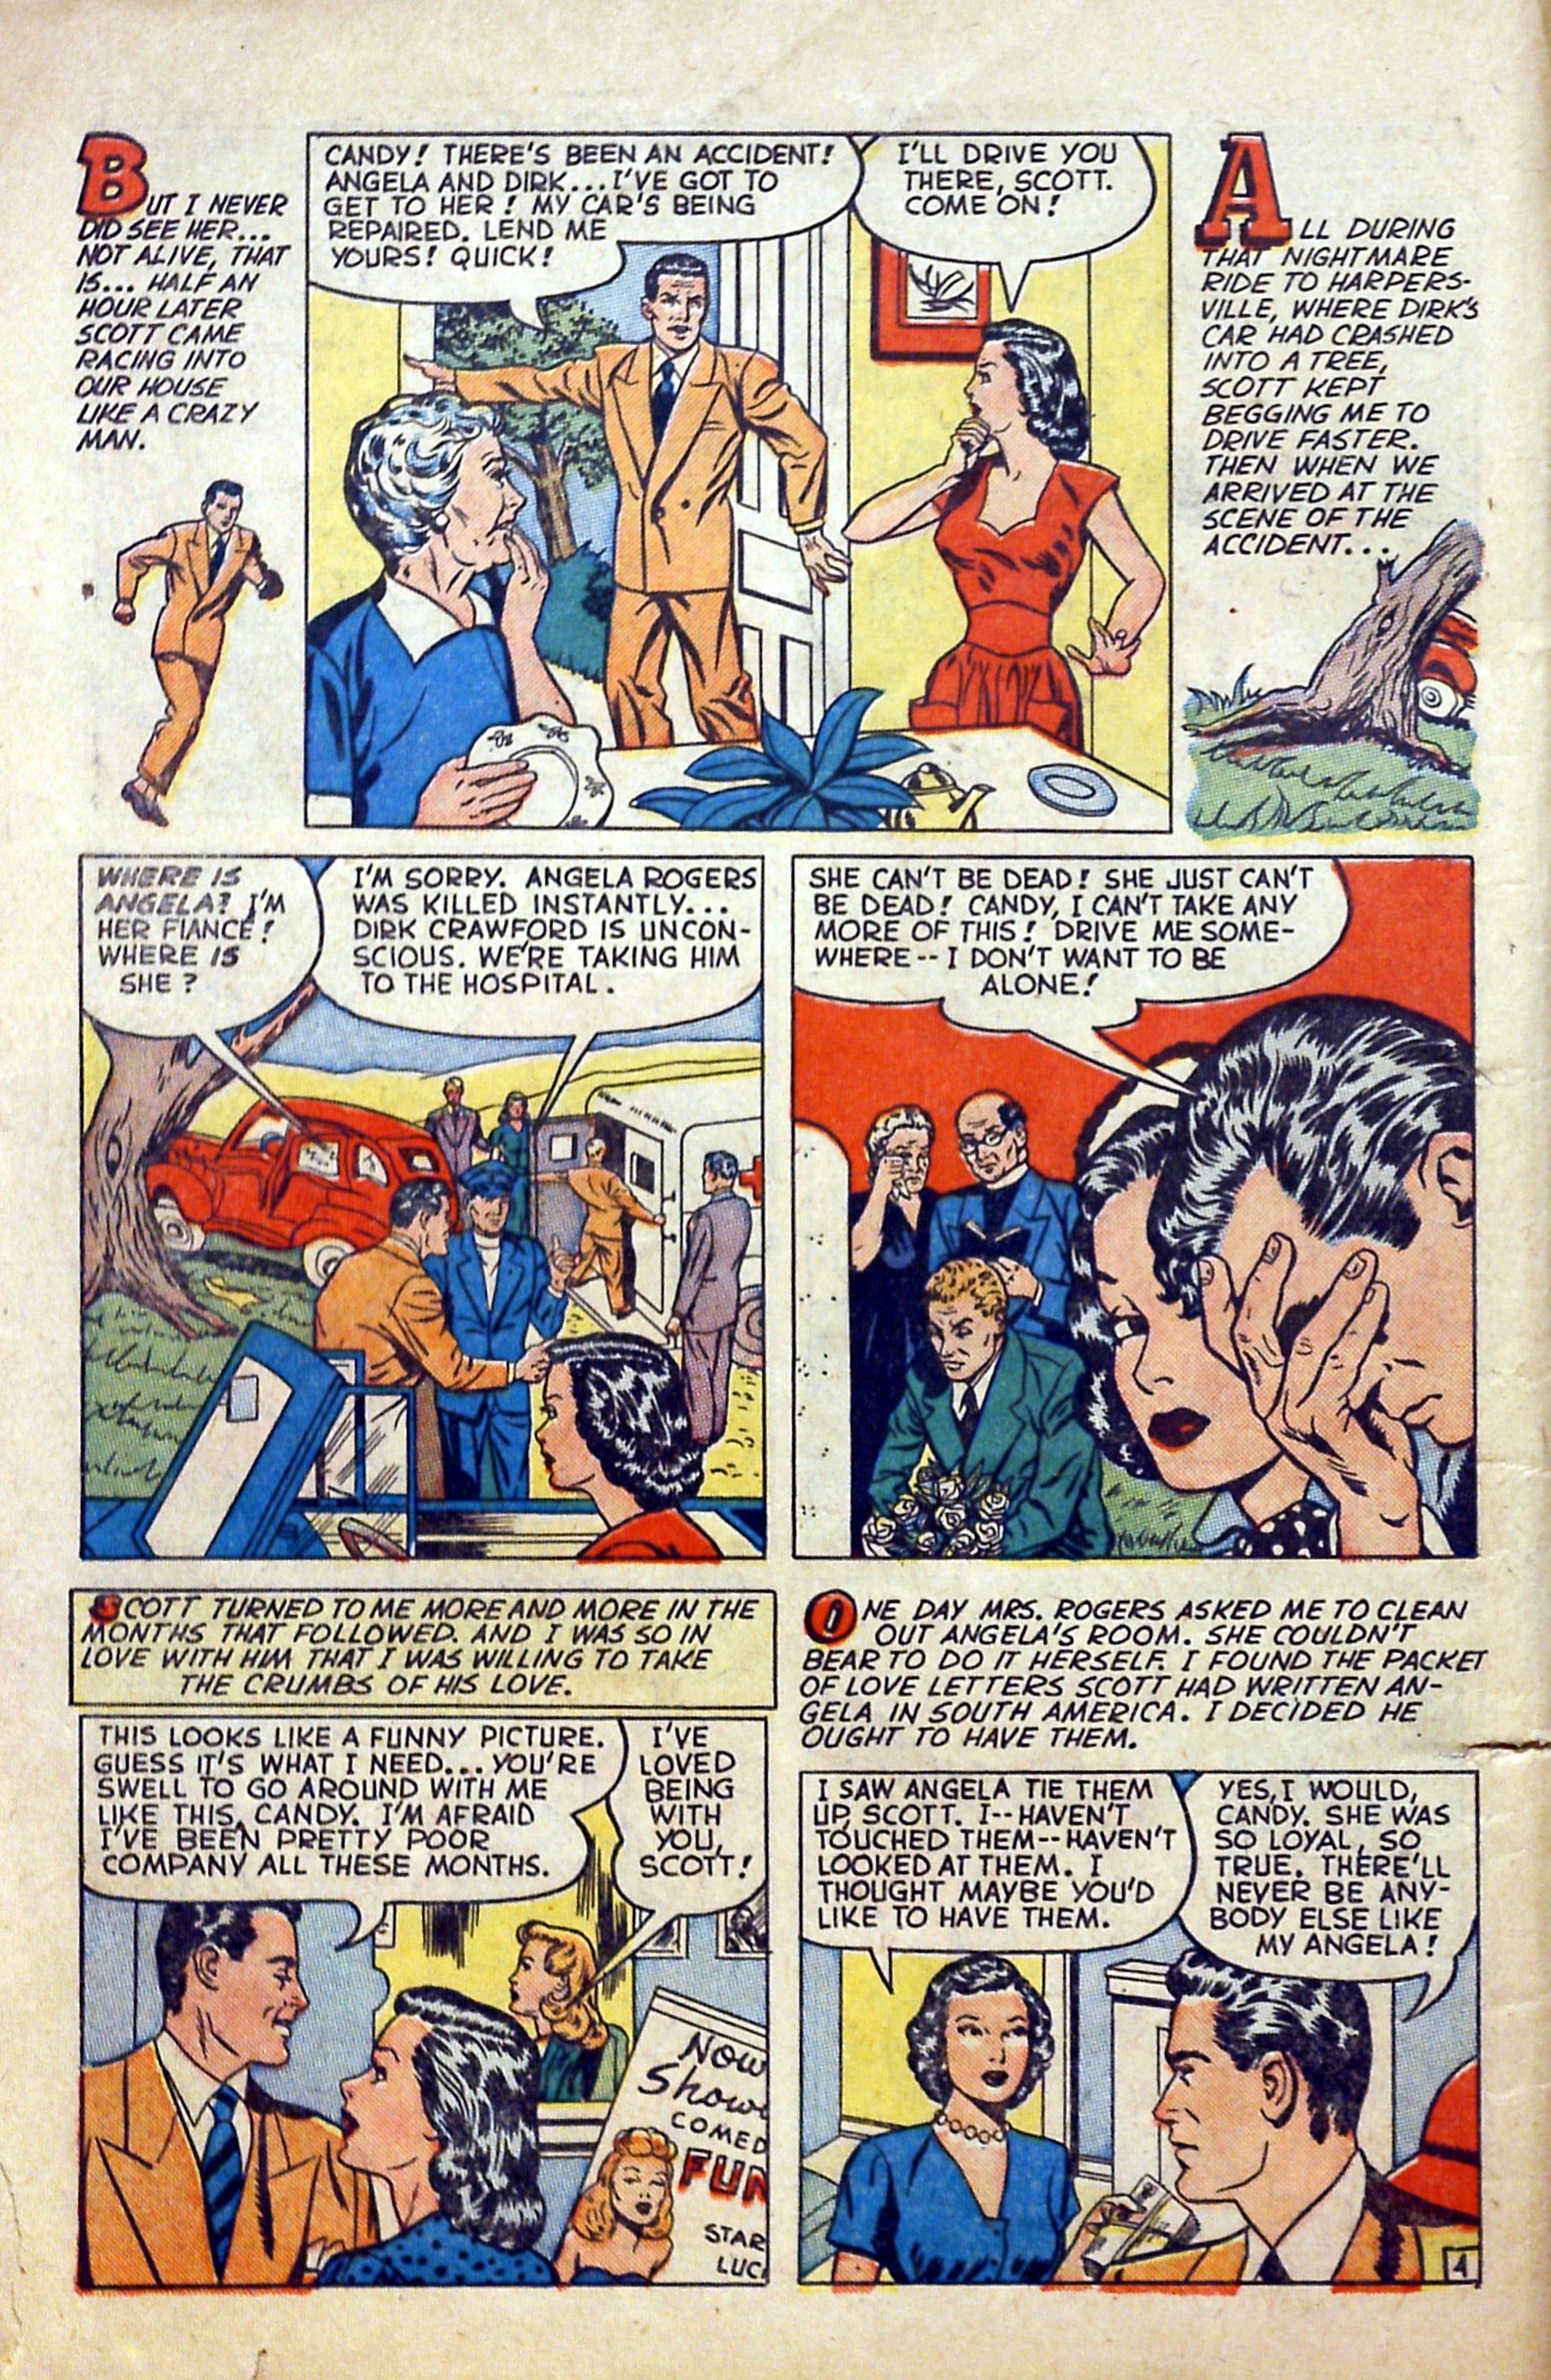 BUT I NEVER
DID SEE HER...
NOT ALIVE, THAT
IS... HALF AN
HOUR LATER
SCOTT CAME
RACING INTO
OUR HOUSE
LIKE A CRAZY
MAN.
CANDY! THERE'S BEEN AN ACCIDENT!
ANGELA AND DIRK... I'VE GOT TO
GET TO HER! MY CAR'S BEING
REPAIRED. LEND ME
YOURS! QUICK!
I'LL DRIVE YOU
THERE, SCOTT.
COME ON!
ALL DURING
THAT NIGHTMARE
RIDE TO HARPERS-
VILLE, WHERE DIRK'S
CAR HAD CRASHED
INTO A TREE,
SCOTT KEPT
BEGGING ME TO
DRIVE FASTER.
THEN WHEN WE
ARRIVED AT THE
SCENE OF THE
ACCIDENT...
WHERE IS
ANGELA? I'M
HER FIANCE!
WHERE IS
SHE?
I'M SORRY. ANGELA ROGERS
WAS KILLED INSTANTLY...
DIRK CRAWFORD IS UNCON-
SCIOUS. WE'RE TAKING HIM
TO THE HOSPITAL.
SHE CAN'T BE DEAD! SHE JUST CAN'T
BE DEAD! CANDY, I CAN'T TAKE ANY
MORE OF THIS! DRIVE ME SOME-
WHERE -- I DON'T WANT TO BE
ALONE!
SCOTT TURNED TO ME MORE AND MORE IN THE
MONTHS THAT FOLLOWED. AND I WAS SO IN
LOVE WITH HIM THAT I WAS WILLING TO TAKE
THE CRUMBS OF HIS LOVE.
THIS LOOKS LIKE A FUNNY PICTURE.
GUESS IT'S WHAT I NEED... YOU'RE
SWELL TO GO AROUND WITH ME
LIKE THIS, CANDY. I'M AFRAID
I'VE BEEN PRETTY POOR
COMPANY ALL THESE MONTHS.
I'VE
LOVED
BEING
WITH
YOU,
SCOTT!
NOW
Show
COMED
FUN
STAR
LUC
ONE DAY MRS. ROGERS ASKED ME TO CLEAN
OUT ANGELA'S ROOM. SHE COULDN'T
BEAR TO DO IT HERSELF. I FOUND THE PACKET
OF LOVE LETTERS SCOTT HAD WRITTEN AN-
GELA IN SOUTH AMERICA. I DECIDED HE
OUGHT TO HAVE THEM.
I SAW ANGELA TIE THEM
UP, SCOTT. I -- HAVEN'T
TOUCHED THEM -- HAVEN'T
LOOKED AT THEM. I
THOUGHT MAYBE YOU'D
LIKE TO HAVE THEM.
YES, I WOULD,
CANDY. SHE WAS
SO LOYAL, SO
TRUE. THERE'LL
NEVER BE ANY-
BODY ELSE LIKE
MY ANGELA!
4